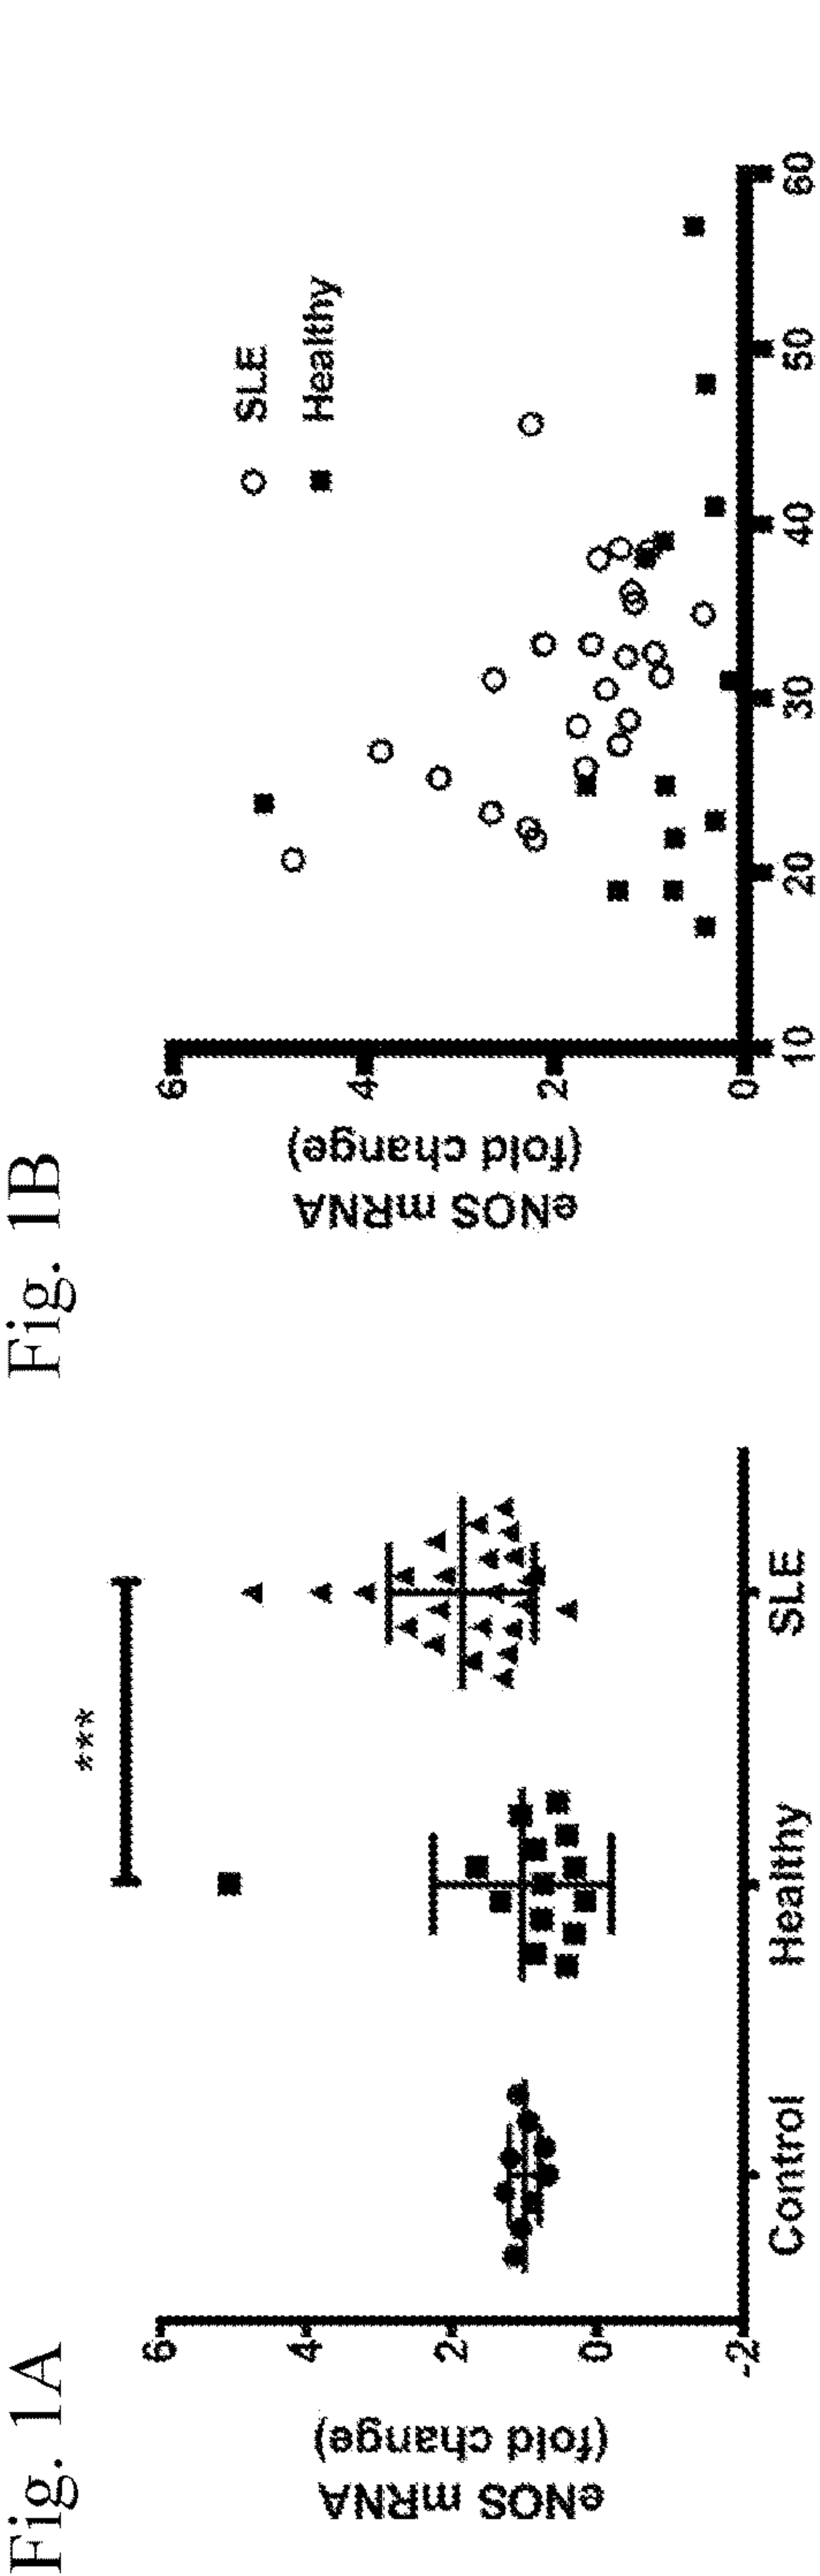 Fig. 1A
eNOS mRNA
(fold change)
6
4
2
0
-2
***
Control
Healthy
SLE
Fig. 1B
eNOS mRNA
(fold change)
6
4
2
0
SLE
Healthy
10
20
30
40
50
60